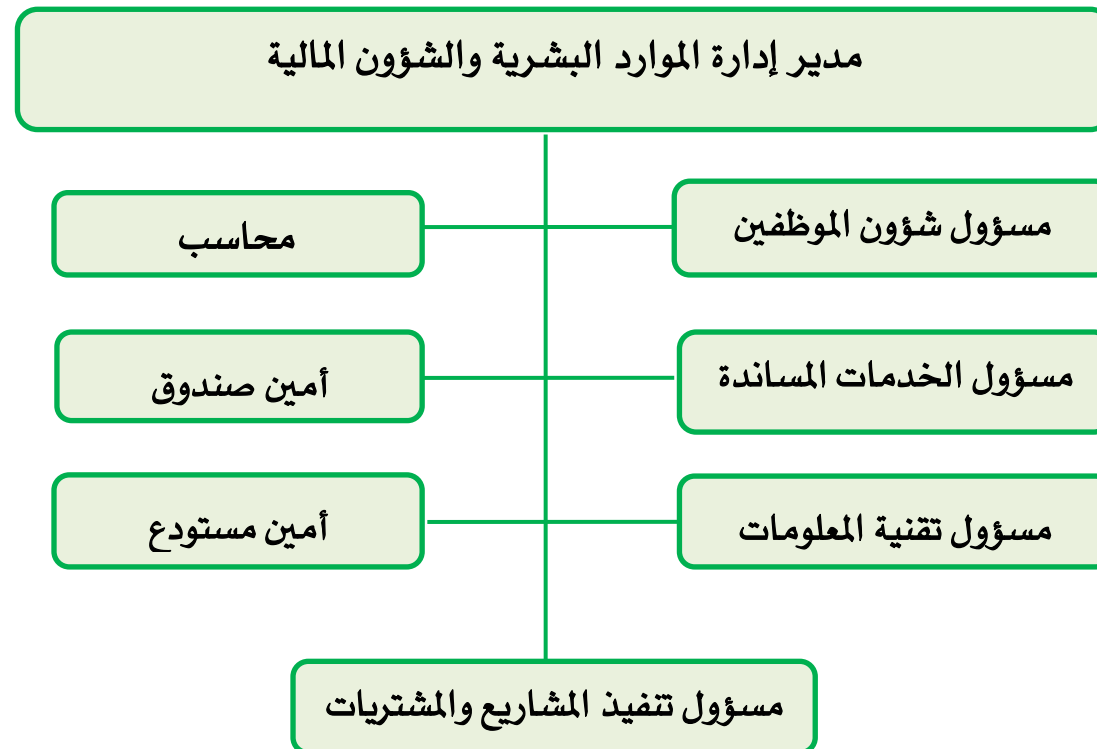 مدير إدارة الموارد البشرية والشؤون المالية
مسؤول شؤون الموظفين
محاسب
مسؤول الخدمات المساندة
أمين صندوق
مسؤول تقنية المعلومات
أمين مستودع
مسؤول تنفيذ المشاريع والمشتريات